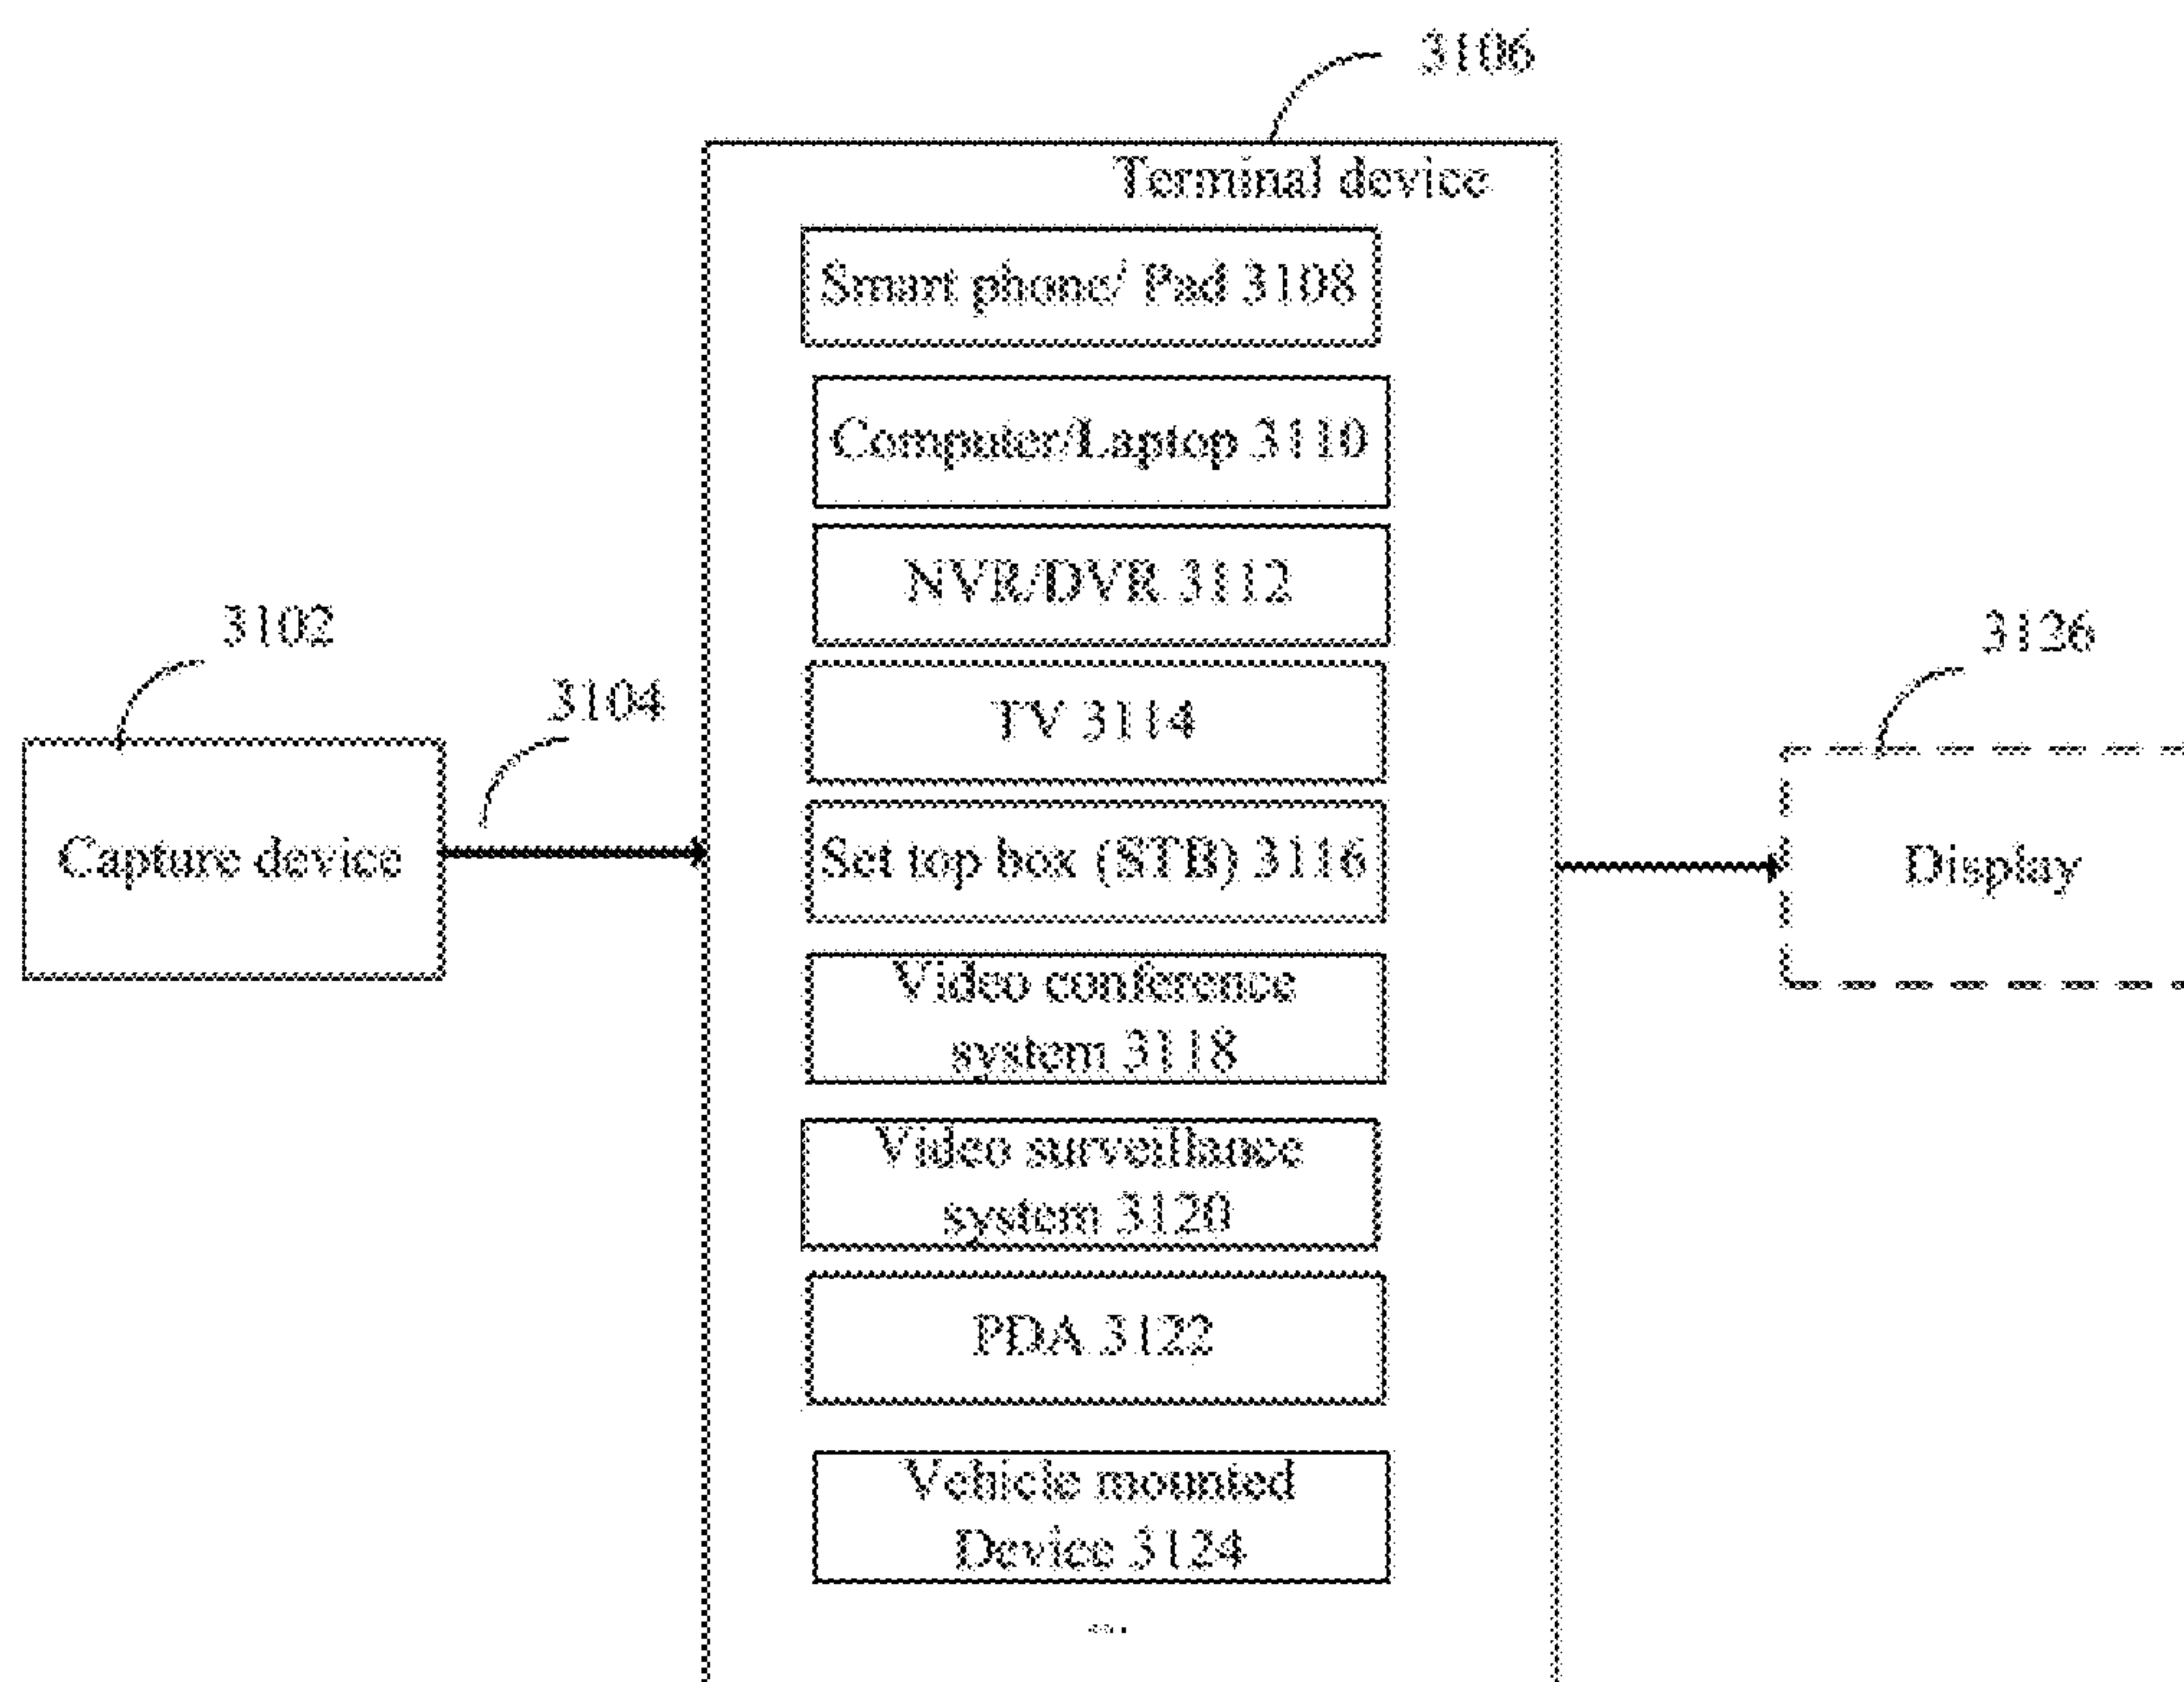 3106
Terminal device
Smart phone/ Pad 3108
Computer/Laptop 3110
NVR/DVR 3112
3102
3126
3104
TV 3114
Capture device
Set top box (STB) 3116
Display
Video conference
system 3118
Video surveillance
system 3120
PDA 3122
Vehicle mounted
Device 3124
...